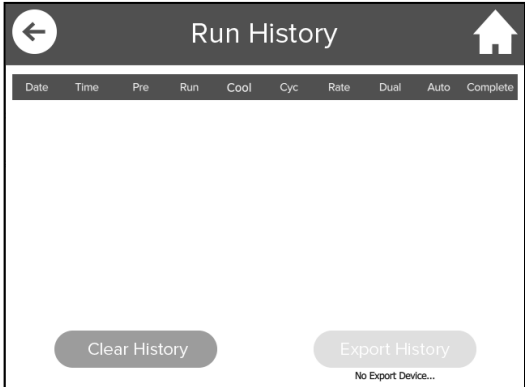 Run History
Date Time Pre Run Cool Cyc Rate Dual Auto Complete
Clear History Export History
No Export Device...